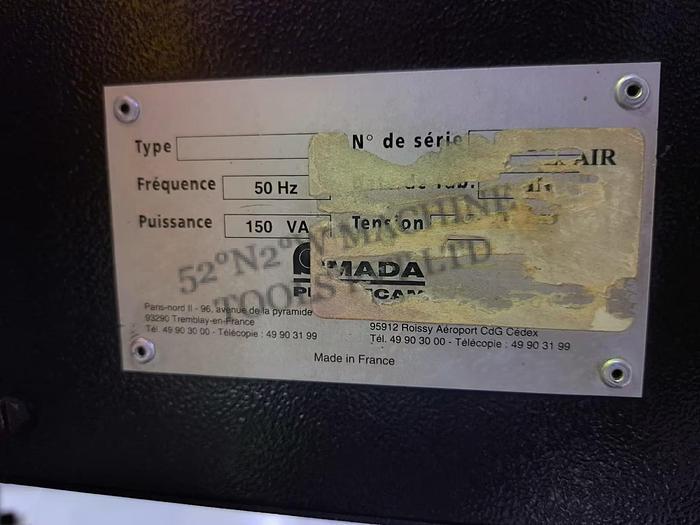 Type
N° de série
AIR
Fréquence 50 Hz
Puissance 150 VA
Tension
52°N2°W MACHINE
TOOLS LTD
AMADA
Paris-nord II - 96, avenue de la pyramide
93290 Tremblay-en-France
95912 Roissy Aéroport CdG Cédex
Tél. 49 90 30 00 - Télécopie : 49 90 31 99
Tél. 49 90 30 00 - Télécopie : 49 90 31 99
Made in France